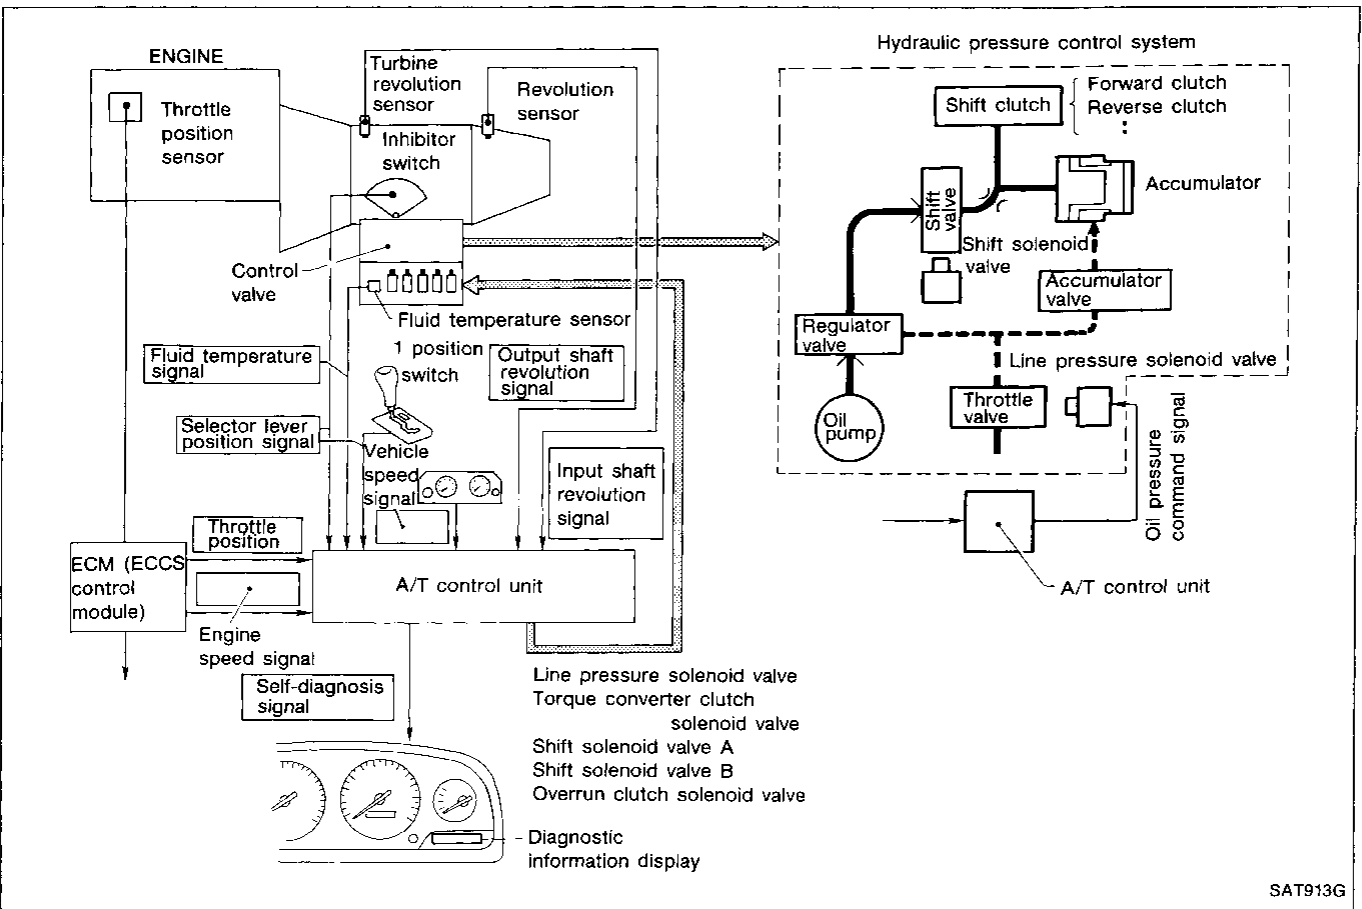 ENGINE
Throttle
position
sensor
Turbine
revolution
sensor
Revolution
sensor
Inhibitor
switch
Control
valve
Fluid temperature sensor
1 position
switch
Fluid temperature
signal
Output shaft
revolution
signal
Selector lever
position signal
Vehicle
speed
signal
Input shaft
revolution
signal
Throttle
position
ECM (ECCS
control
module)
A/T control unit
Engine
speed signal
Self-diagnosis
signal
Line pressure solenoid valve
Torque converter clutch
solenoid valve
Shift solenoid valve A
Shift solenoid valve B
Overrun clutch solenoid valve
Diagnostic
information display
Hydraulic pressure control system
Shift clutch
Forward clutch
Reverse clutch
:
Shift
valve
Accumulator
Shift solenoid
valve
Accumulator
valve
Regulator
valve
Line pressure solenoid valve
Throttle
valve
Oil
pump
Oil pressure
command signal
A/T control unit
SAT913G